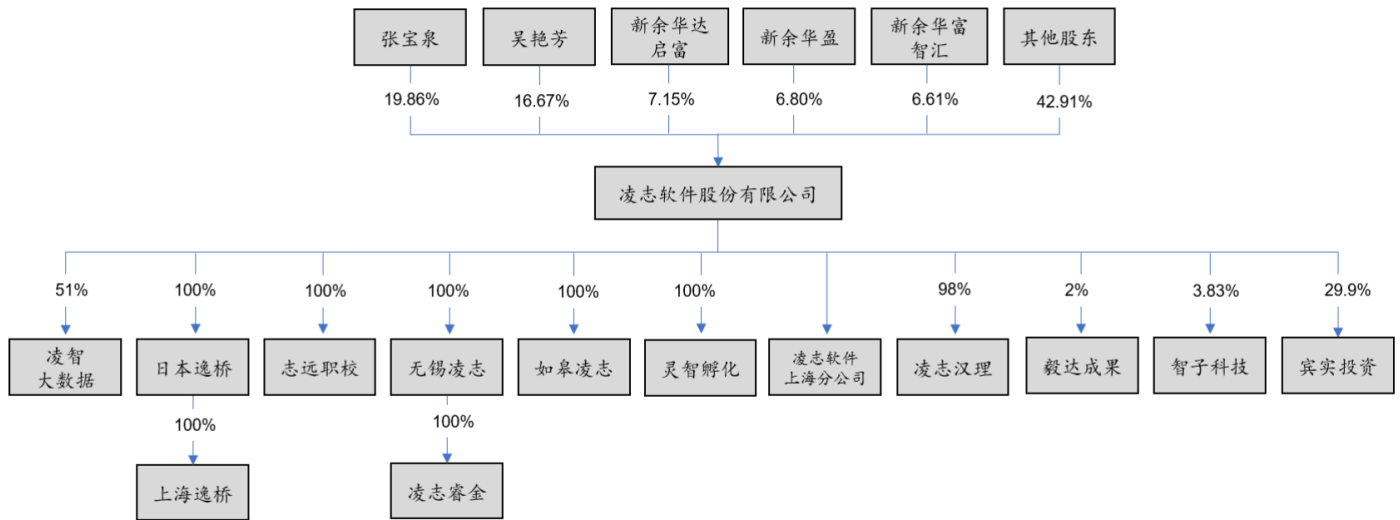 张宝泉
吴艳芳
新余华达
启富
新余华盈
新余华富
智汇
其他股东
19.86%
16.67%
7.15%
6.80%
6.61%
42.91%
凌志软件股份有限公司
51%
100%
100%
100%
100%
100%
98%
2%
3.83%
29.9%
凌智
大数据
日本逸桥
志远职校
无锡凌志
如皋凌志
灵智孵化
凌志软件
上海分公司
凌志汉理
毅达成果
智子科技
宾实投资
100%
100%
上海逸桥
凌志睿金